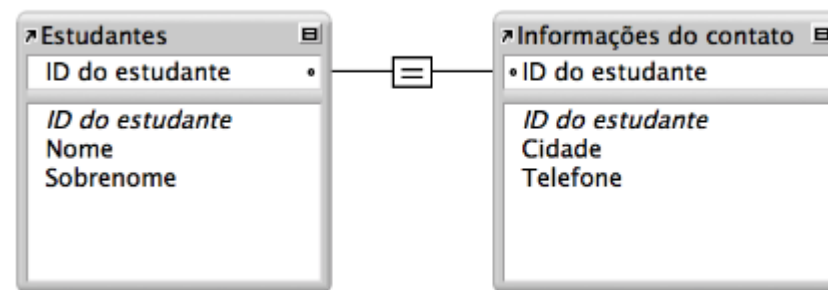 Estudantes
ID do estudante
ID do estudante
Nome
Sobrenome
=
Informações do contato
ID do estudante
ID do estudante
Cidade
Telefone